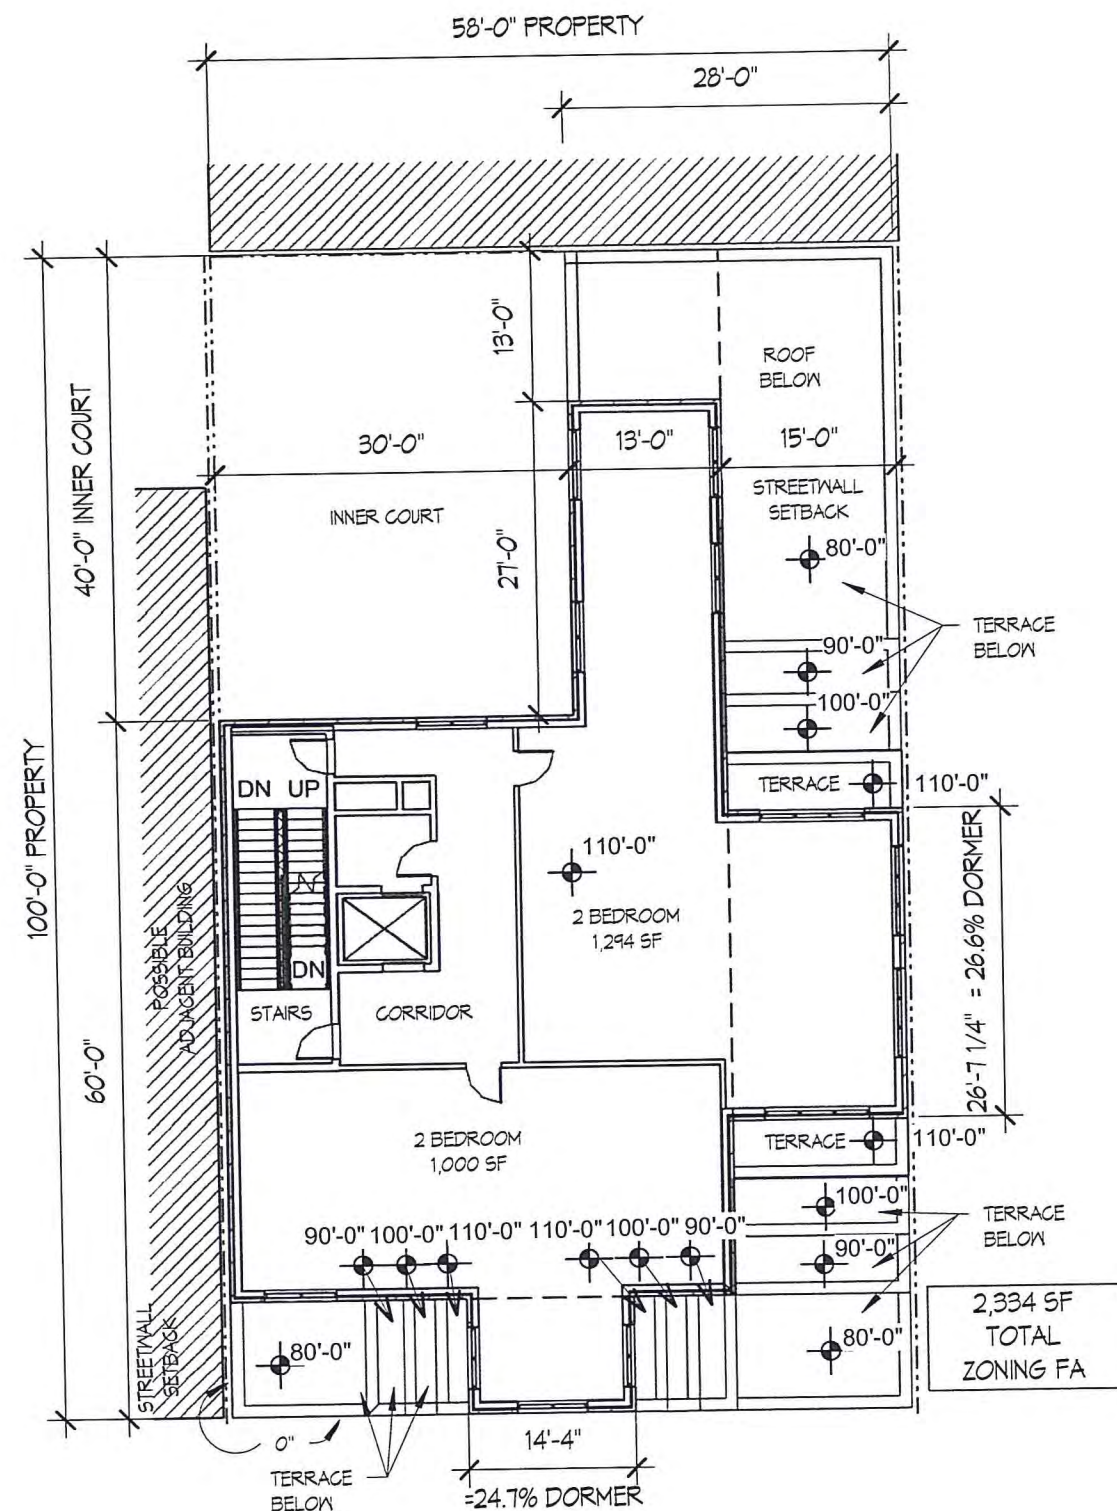 58'-0" PROPERTY
28'-0"
13'-0"
ROOF
BELOW
40'-0" INNER COURT
30'-0"
13'-0"
15'-0"
STREETWALL
SETBACK
INNER COURT
27'-0"
80'-0"
TERRACE
BELOW
90'-0"
100'-0"
100'-0" PROPERTY
DN UP
TERRACE
110'-0"
110'-0"
2 BEDROOM
1,294 SF
26'-7 1/4" = 26.6% DORMER
POSSIBLE
ADJACENT BUILDING
DN
STAIRS
CORRIDOR
60'-0"
2 BEDROOM
1,000 SF
TERRACE
110'-0"
100'-0"
TERRACE
BELOW
90'-0" 100'-0" 110'-0" 110'-0" 100'-0" 90'-0"
90'-0"
STREETWALL
SETBACK
80'-0"
80'-0"
2,334 SF
TOTAL
ZONING FA
0"
14'-4"
TERRACE
BELOW
=24.7% DORMER